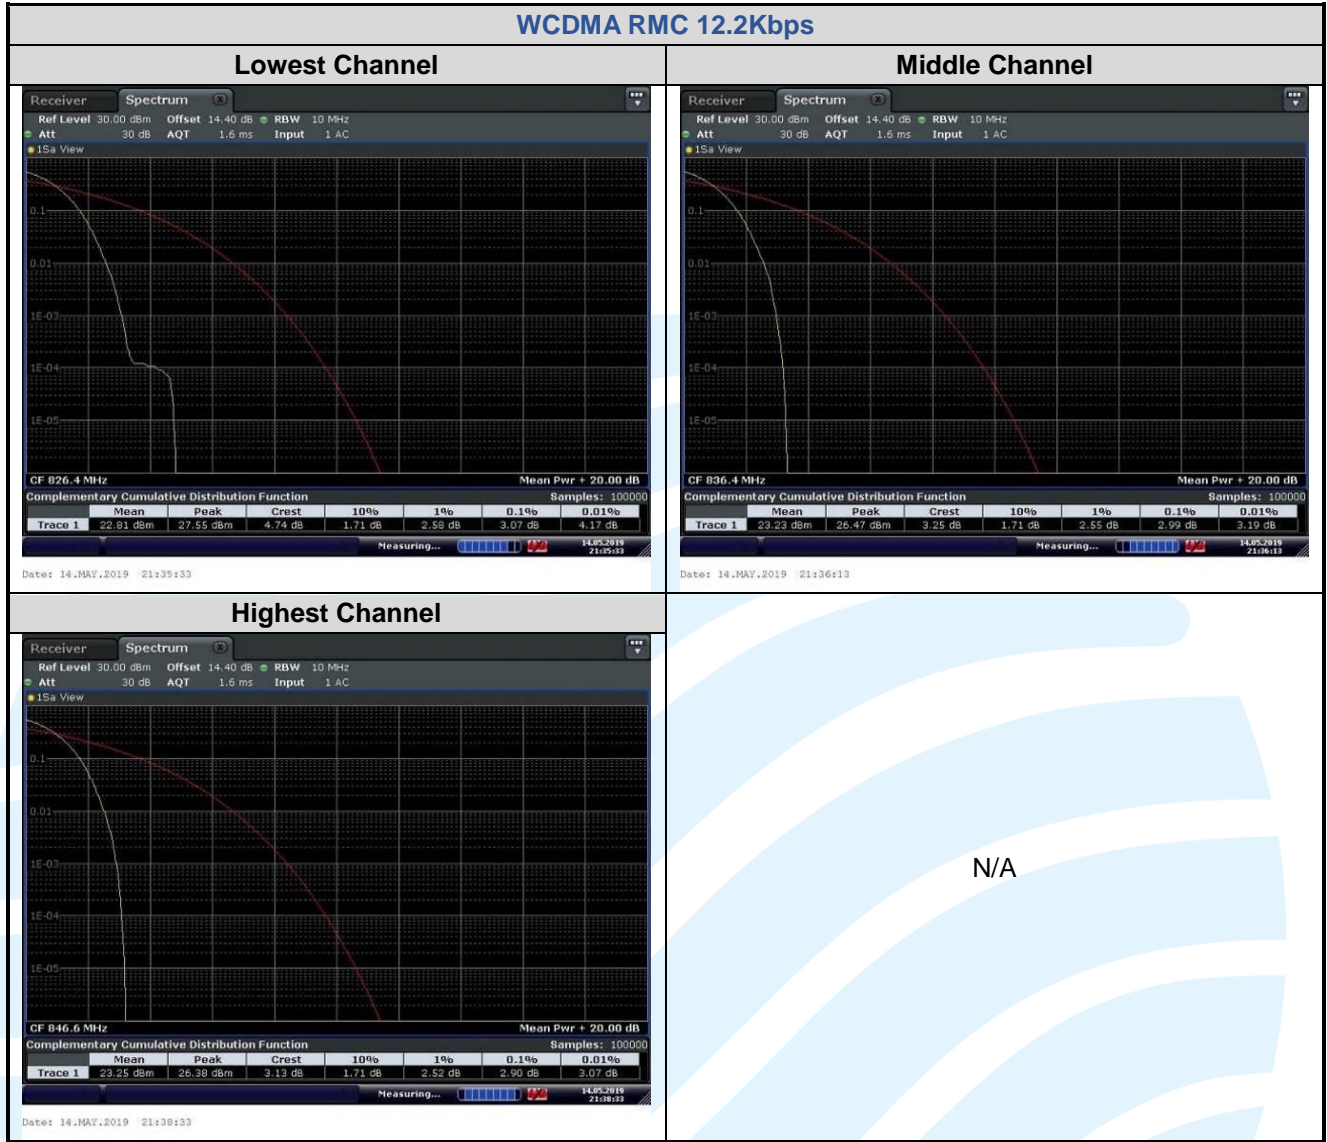 WCDMA RMC 12.2Kbps
Lowest Channel
Receiver Spectrum
Ref Level 30.00 dBm Offset 14.40 dB RBW 10 MHz
Att 30 dB AQT 1.6 ms Input 1 AC
1Sa View
0.1
0.01
1E-03
1E-04
1E-05
CF 826.4 MHz Mean Pwr + 20.00 dB
Complementary Cumulative Distribution Function Samples: 100000
Mean Peak Crest 10% 1% 0.1% 0.01%
Trace 1 22.81 dBm 27.55 dBm 4.74 dB 1.71 dB 2.58 dB 3.07 dB 4.17 dB
Measuring... 14.05.2019
21:35:33
Date: 14.MAY.2019 21:35:33
Middle Channel
Receiver Spectrum
Ref Level 30.00 dBm Offset 14.40 dB RBW 10 MHz
Att 30 dB AQT 1.6 ms Input 1 AC
1Sa View
0.1
0.01
1E-03
1E-04
1E-05
CF 836.4 MHz Mean Pwr + 20.00 dB
Complementary Cumulative Distribution Function Samples: 100000
Mean Peak Crest 10% 1% 0.1% 0.01%
Trace 1 23.23 dBm 26.47 dBm 3.25 dB 1.71 dB 2.55 dB 2.99 dB 3.19 dB
Measuring... 14.05.2019
21:36:13
Date: 14.MAY.2019 21:36:13
Highest Channel
Receiver Spectrum
Ref Level 30.00 dBm Offset 14.40 dB RBW 10 MHz
Att 30 dB AQT 1.6 ms Input 1 AC
1Sa View
0.1
0.01
1E-03
1E-04
1E-05
CF 846.6 MHz Mean Pwr + 20.00 dB
Complementary Cumulative Distribution Function Samples: 100000
Mean Peak Crest 10% 1% 0.1% 0.01%
Trace 1 23.25 dBm 26.38 dBm 3.13 dB 1.71 dB 2.52 dB 2.90 dB 3.07 dB
Measuring... 14.05.2019
21:38:33
Date: 14.MAY.2019 21:38:33
N/A